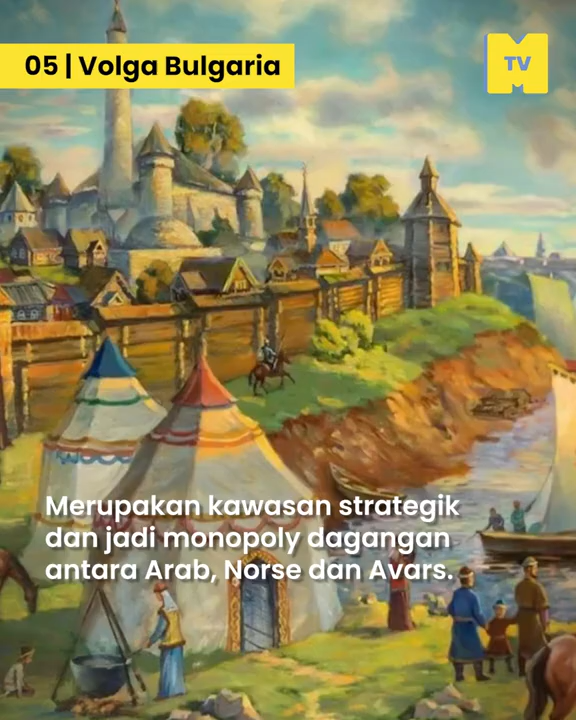 05 | Volga Bulgaria
TV
Merupakan kawasan strategik
dan jadi monopoly dagangan
antara Arab, Norse dan Avars.